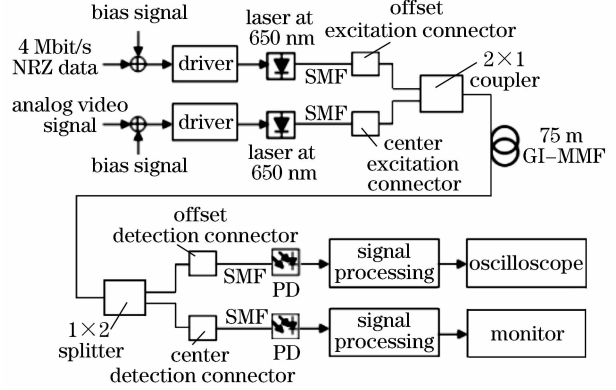 bias signal
4 Mbit/s
NRZ data
driver
laser at
650 nm
SMF
offset
excitation connector
2×1
coupler
analog video
signal
bias signal
driver
laser at
650 nm
SMF
center
excitation
connector
75 m
GI–MMF
offset
detection connector
SMF
PD
signal
processing
oscilloscope
1×2
splitter
center
detection connector
SMF
PD
signal
processing
monitor